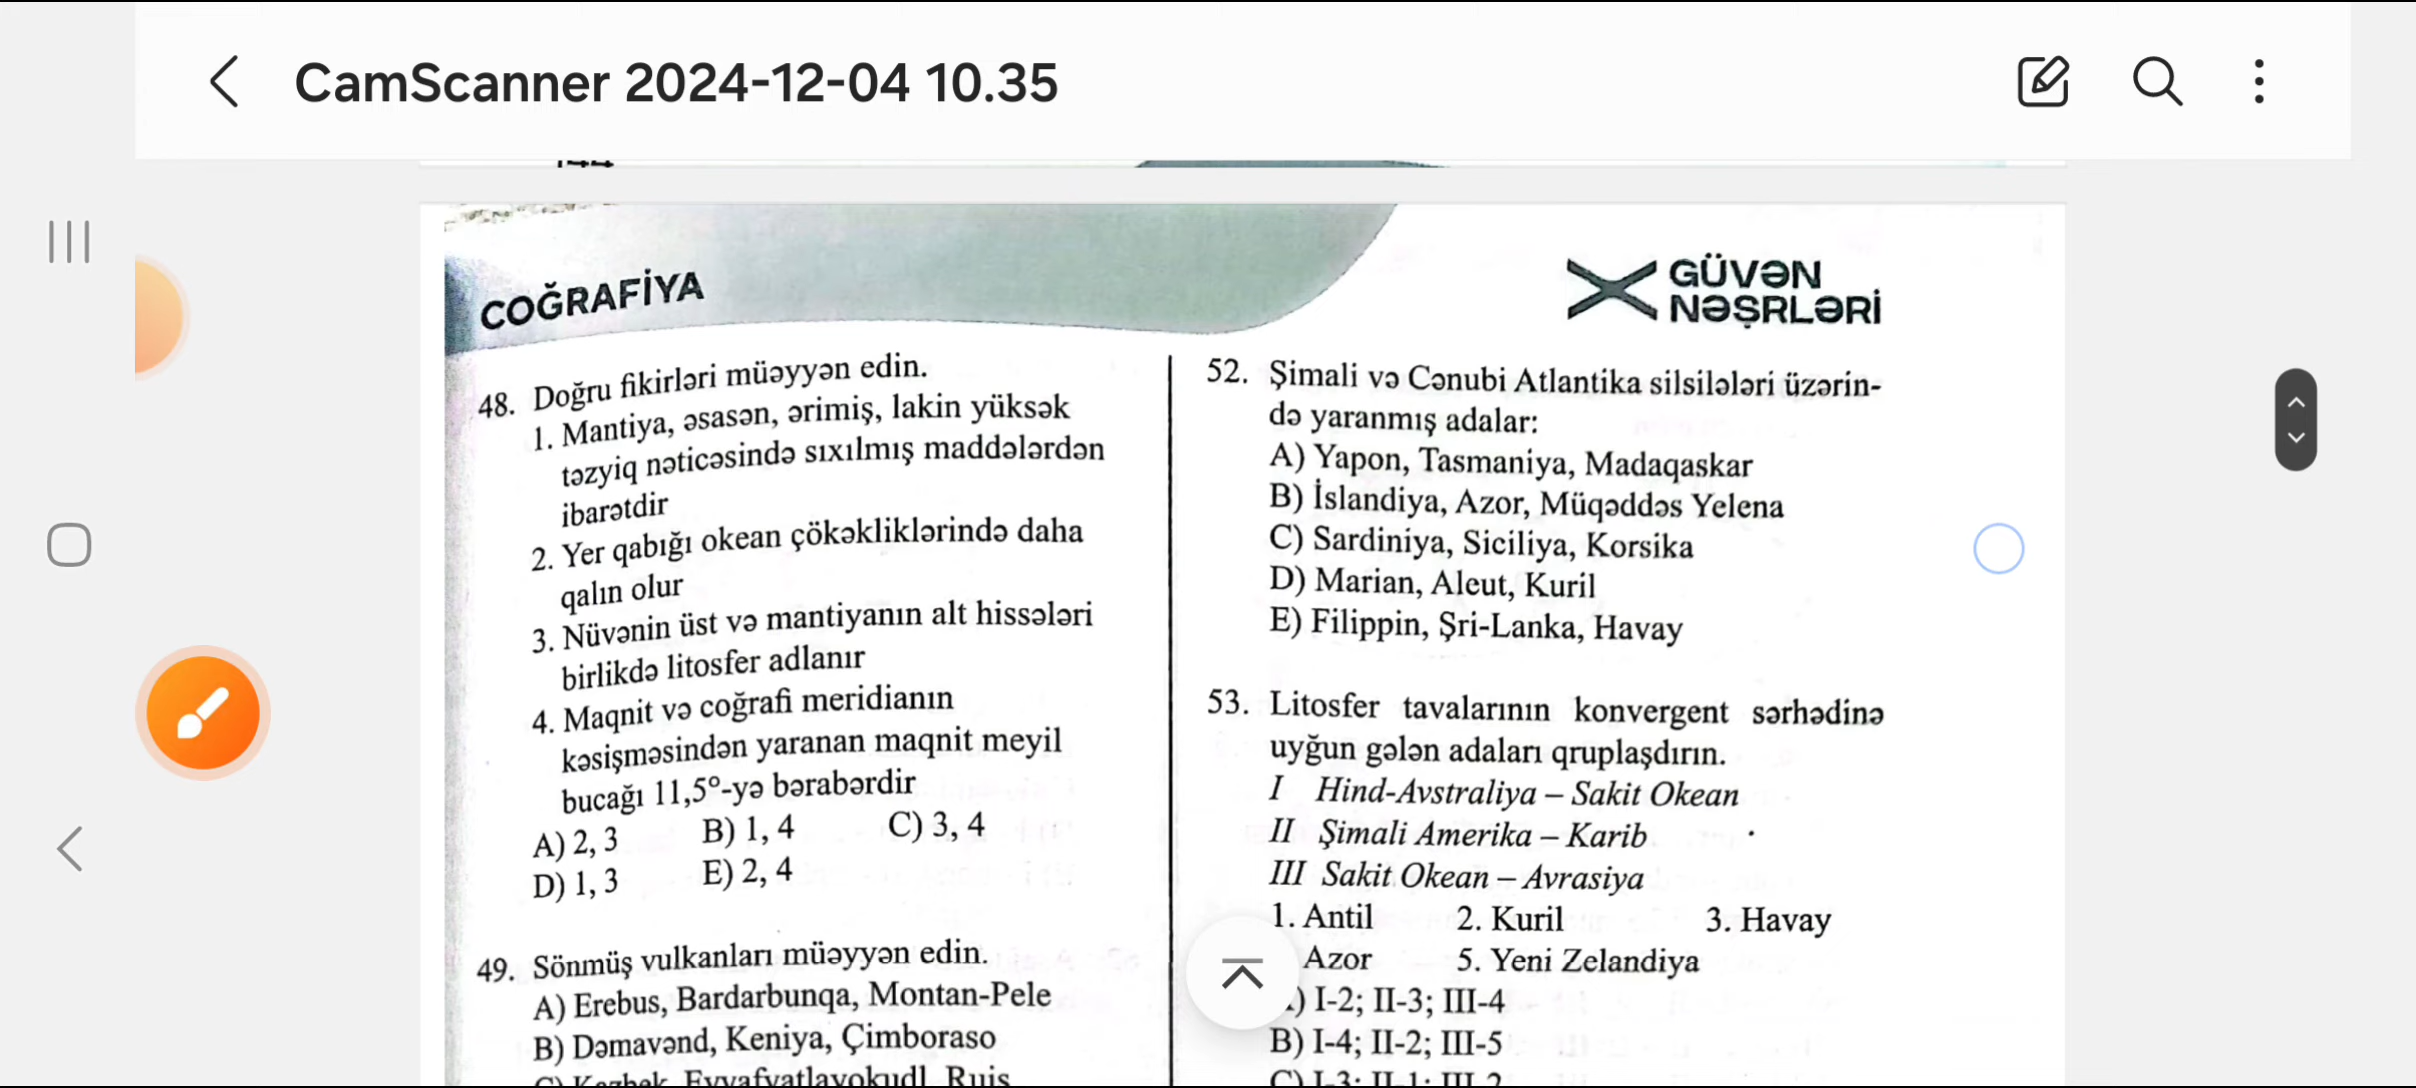 CamScanner 2024-12-04 10.35
COĞRAFİYA
GÜVƏN
NƏŞRLƏRİ
48. Doğru fikirləri müəyyən edin.
1. Mantiya, əsasən, ərimiş, lakin yüksək
təzyiq nəticəsində sıxılmış maddələrdən
ibarətdir
2. Yer qabığı okean çökəkliklərində daha
qalın olur
3. Nüvənin üst və mantiyanın alt hissələri
birlikdə litosfer adlanır
4. Maqnit və coğrafi meridianın
kəsişməsindən yaranan maqnit meyil
bucağı 11,5º-yə bərabərdir
A) 2, 3 B) 1, 4 C) 3, 4
D) 1, 3 E) 2, 4
49. Sönmüş vulkanları müəyyən edin.
A) Erebus, Bardarbunqa, Montan-Pele
B) Dəmavənd, Keniya, Çimboraso
52. Şimali və Cənubi Atlantika silsilələri üzərin-
də yaranmış adalar:
A) Yapon, Tasmaniya, Madaqaskar
B) İslandiya, Azor, Müqəddəs Yelena
C) Sardiniya, Siciliya, Korsika
D) Marian, Aleut, Kuril
E) Filippin, Şri-Lanka, Havay
53. Litosfer tavalarının konvergent sərhədinə
uyğun gələn adaları qruplaşdırın.
I Hind-Avstraliya – Sakit Okean
II Şimali Amerika – Karib
III Sakit Okean – Avrasiya
1. Antil 2. Kuril 3. Havay
Azor 5. Yeni Zelandiya
) I-2; II-3; III-4
B) I-4; II-2; III-5